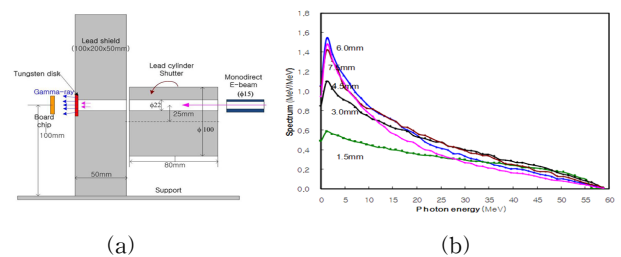 Lead shield
(100x200x50mm)
Lead cylinder
Shutter
Tungsten disk
Gamma-ray
Monodirect
E-beam
(ϕ15)
ϕ22
25mm
Board
chip
100mm
ϕ 100
60mm
50mm
Support
(a)
1,8
1,6
1,4
1,2
1,0
0,8
0,6
0,4
0,2
0,0
Spectrum (MeV/MeV)
6.0mm
7.5mm
4.5mm
3.0mm
1.5mm
0 5 10 15 20 25 30 35 40 45 50 55 60
Photon energy (MeV)
(b)